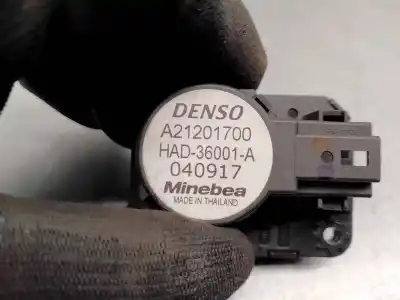 DENSO
A21201700
HAD-36001-A
040917
Minebea
MADE IN THAILAND